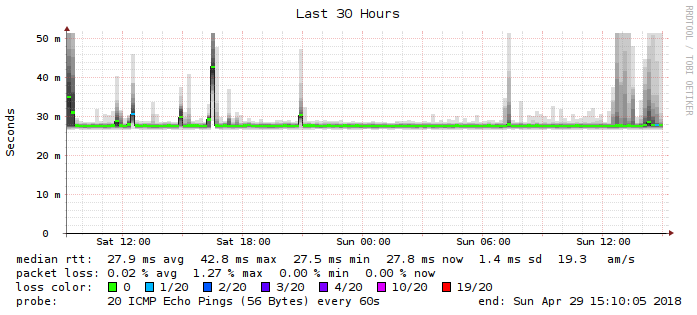 Last 30 Hours
RRDTOOL / TOBI OETIKER
Seconds
50 m
40 m
30 m
20 m
10 m
0
Sat 12:00 Sat 18:00 Sun 00:00 Sun 06:00 Sun 12:00
median rtt: 27.9 ms avg 42.8 ms max 27.5 ms min 27.8 ms now 1.4 ms sd 19.3 am/s
packet loss: 0.02 % avg 1.27 % max 0.00 % min 0.00 % now
loss color: 0 1/20 2/20 3/20 4/20 10/20 19/20
probe: 20 ICMP Echo Pings (56 Bytes) every 60s end: Sun Apr 29 15:10:05 2018